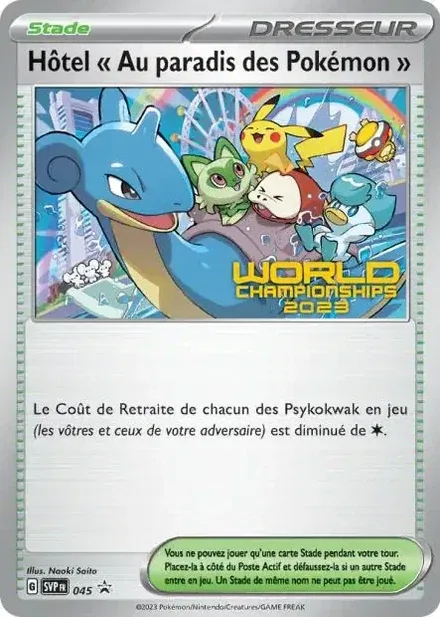 Stade
DRESSEUR
Hôtel « Au paradis des Pokémon »
WORLD
CHAMPIONSHIPS
2023
Le Coût de Retraite de chacun des Psykokwak en jeu
(les vôtres et ceux de votre adversaire) est diminué de
Illus. Naoki Saito
G SVP FR 045
Vous ne pouvez jouer qu'une carte Stade pendant votre tour.
Placez-la à côté du Poste Actif et défaussez-la si un autre Stade
entre en jeu. Un Stade de même nom ne peut pas être joué.
©2023 Pokémon/Nintendo/Creatures/GAME FREAK